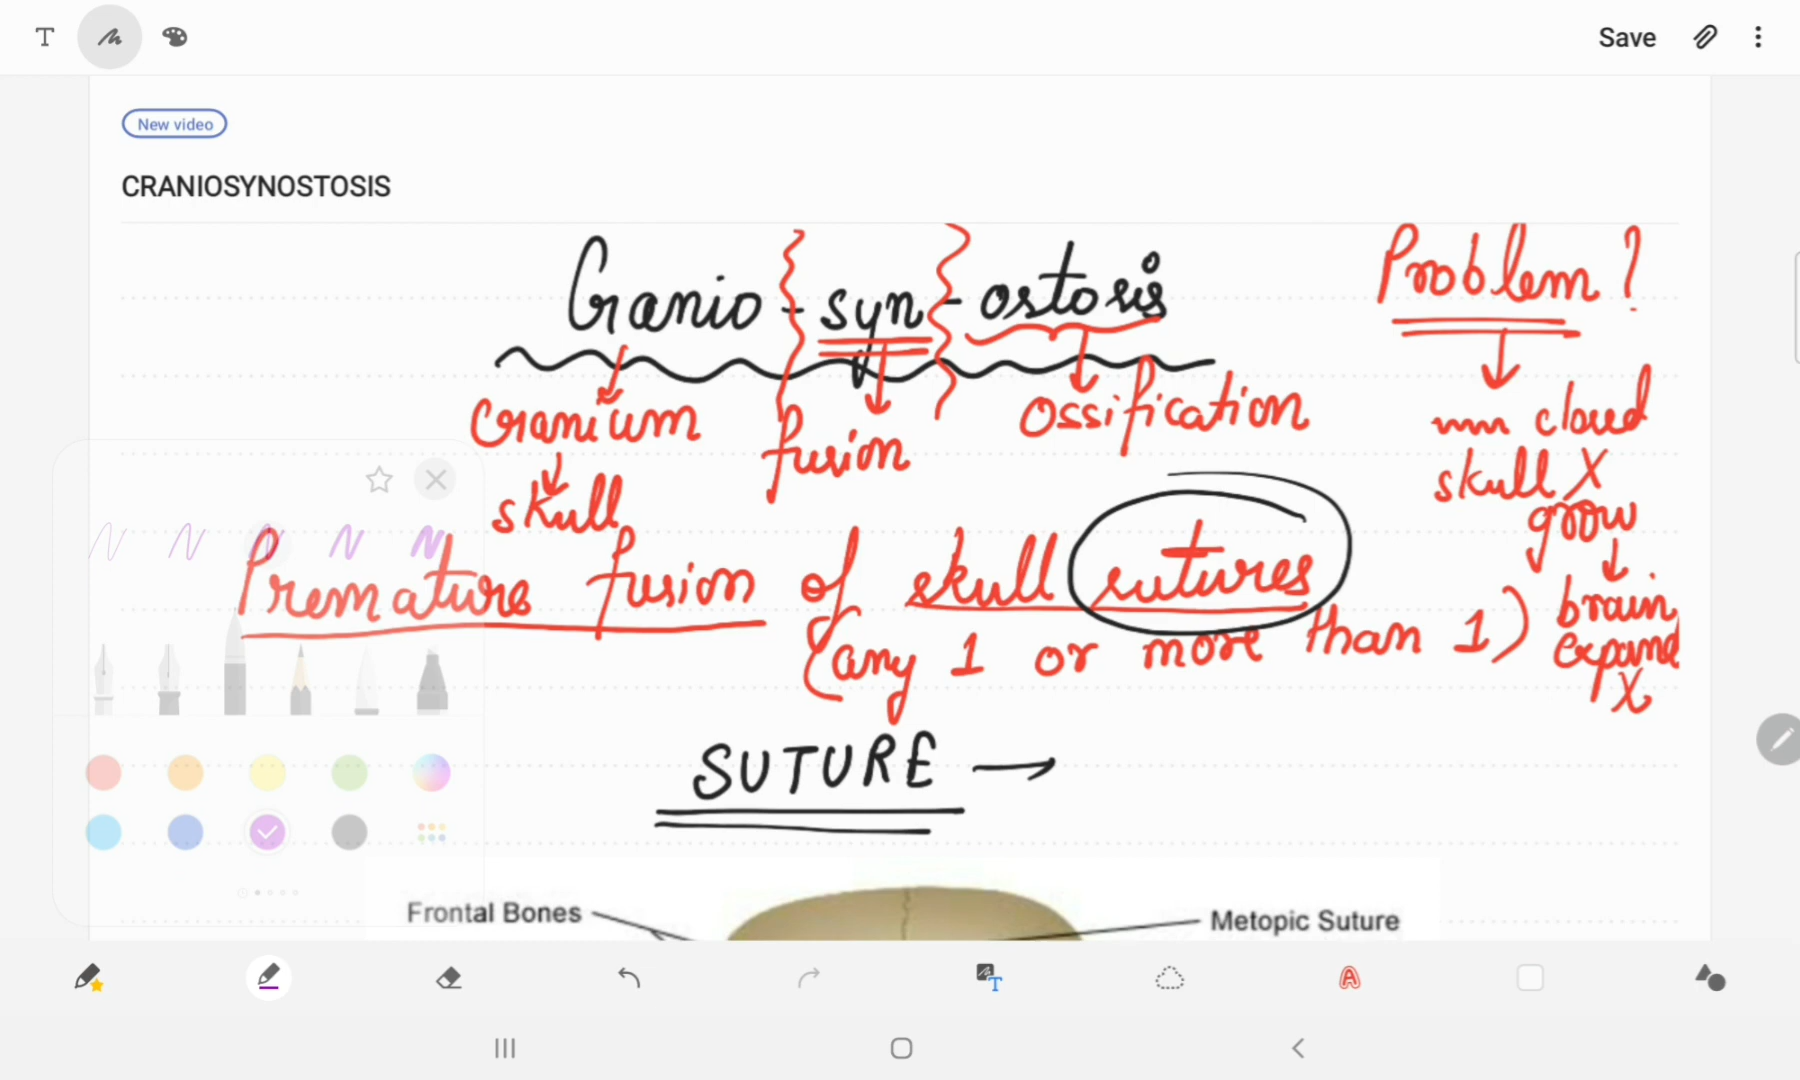 T
Save
New video
CRANIOSYNOSTOSIS
Cranio - syn - ostosis
Cranium fusion Ossification
skull
Premature fusion of skull sutures
(any 1 or more than 1)
Problem?
closed
skull X
grow
brain
expand
X
SUTURE →
Frontal Bones
Metopic Suture
T
A